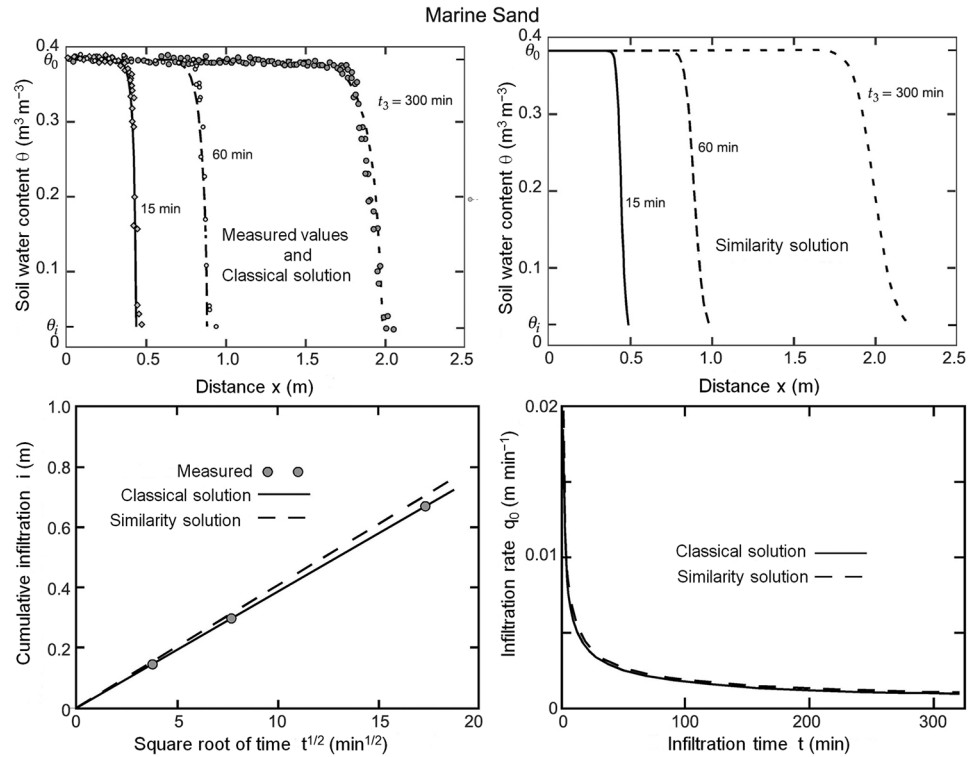 Marine Sand
Soil water content θ (m³ m⁻³)
0.4
θ₀
0.3
0.2
0.1
θᵢ
0
t₃ = 300 min
60 min
15 min
Measured values
and
Classical solution
0 0.5 1.0 1.5 2.0 2.5
Distance x (m)
Soil water content θ (m³ m⁻³)
0.4
θ₀
0.3
0.2
0.1
θᵢ
0
t₃ = 300 min
60 min
15 min
Similarity solution
0 0.5 1.0 1.5 2.0 2.5
Distance x (m)
Cumulative infiltration i (m)
1.0
0.8
0.6
0.4
0.2
0
Measured
Classical solution
Similarity solution
0 5 10 15 20
Square root of time t¹/² (min¹/²)
Infiltration rate q₀ (m min⁻¹)
0.02
0.01
0
Classical solution
Similarity solution
0 100 200 300
Infiltration time t (min)